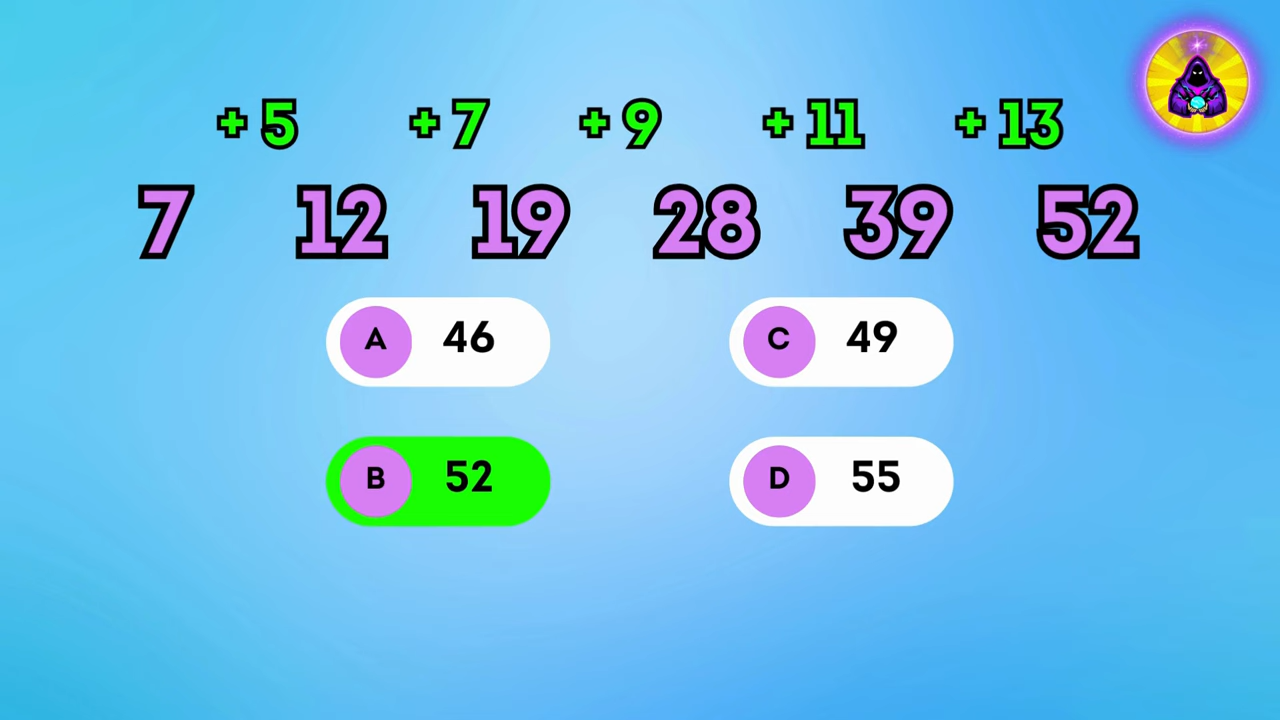 + 5 + 7 + 9 + 11 + 13
7 12 19 28 39 52
A 46
C 49
B 52
D 55